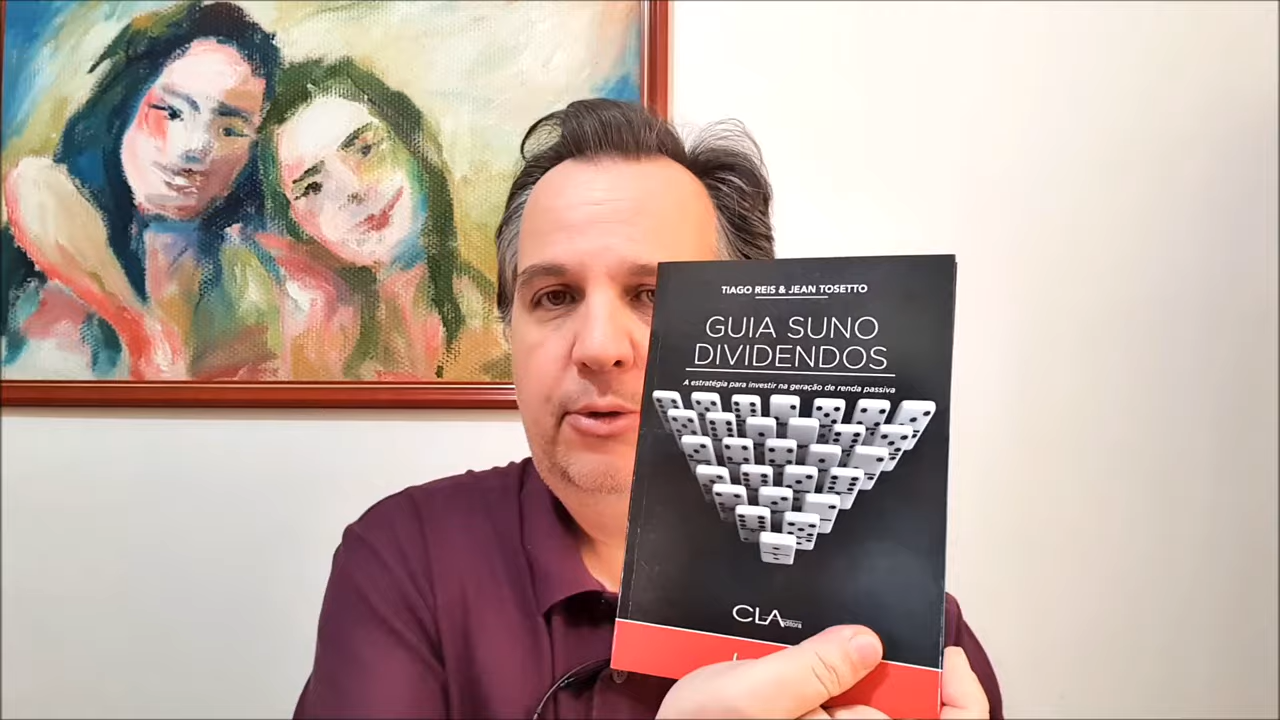 TIAGO REIS & JEAN TOSETTO
GUIA SUNO
DIVIDENDOS
A estratégia para investir na geração de renda passiva
CLA
editora